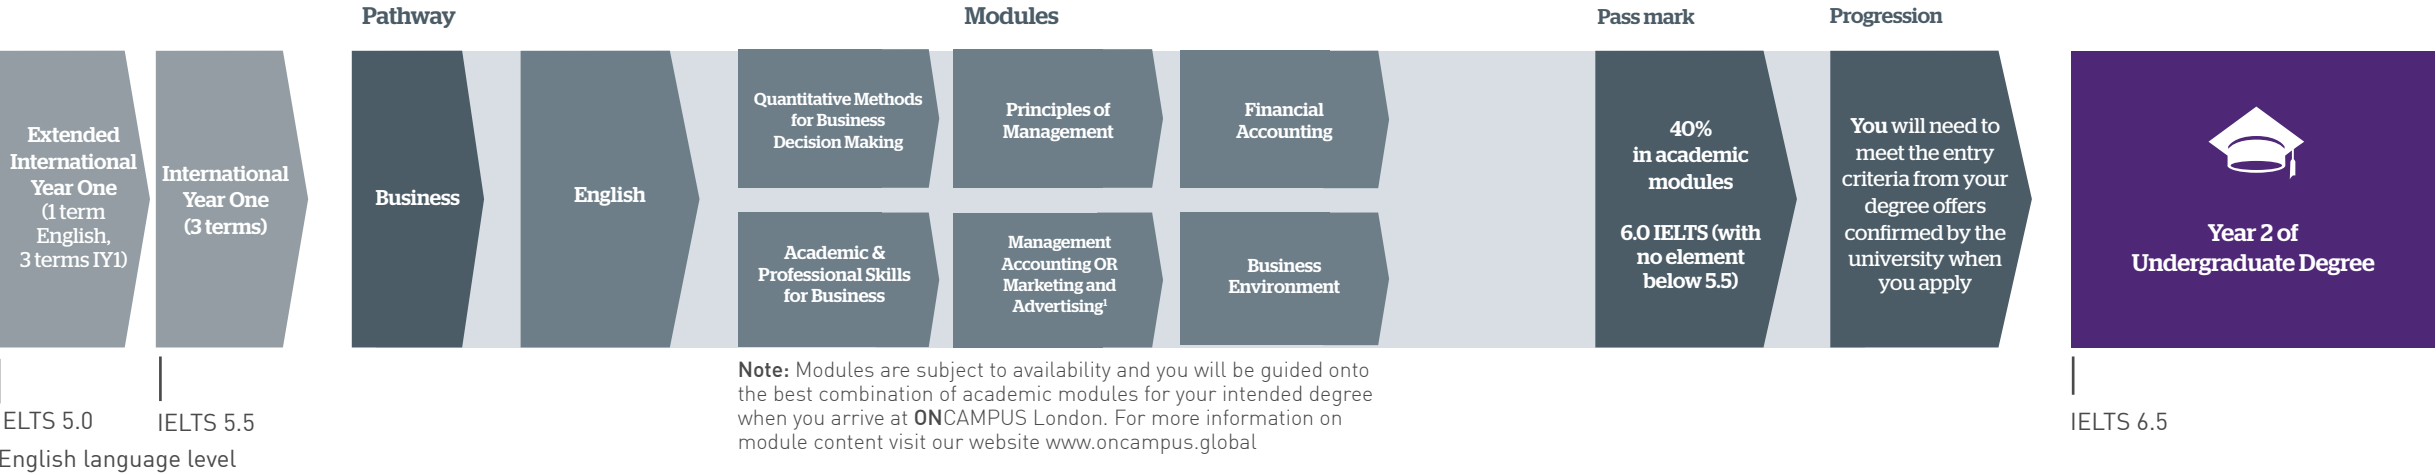 Pathway
Modules
Pass mark
Progression
Extended
International
Year One
(1 term
English,
3 terms IY1)
International
Year One
(3 terms)
Business
English
Quantitative Methods
for Business
Decision Making
Principles of
Management
Financial
Accounting
Academic &
Professional Skills
for Business
Management
Accounting OR
Marketing and
Advertising¹
Business
Environment
40%
in academic
modules
6.0 IELTS (with
no element
below 5.5)
You will need to
meet the entry
criteria from your
degree offers
confirmed by the
university when
you apply
Year 2 of
Undergraduate Degree
Note: Modules are subject to availability and you will be guided onto
the best combination of academic modules for your intended degree
when you arrive at ONCAMPUS London. For more information on
module content visit our website www.oncampus.global
ELTS 5.0
IELTS 5.5
IELTS 6.5
English language level